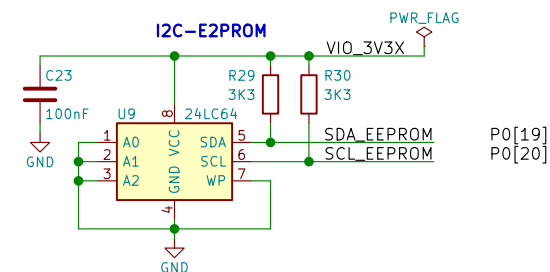 PWR_FLAG
I2C-E2PROM
VIO_3V3X
C23
100nF
GND
R29
3K3
R30
3K3
U9
24LC64
8
VCC
1 A0
2 A1
3 A2
SDA 5
SCL 6
WP 7
GND
4
SDA_EEPROM P0[19]
SCL_EEPROM P0[20]
GND